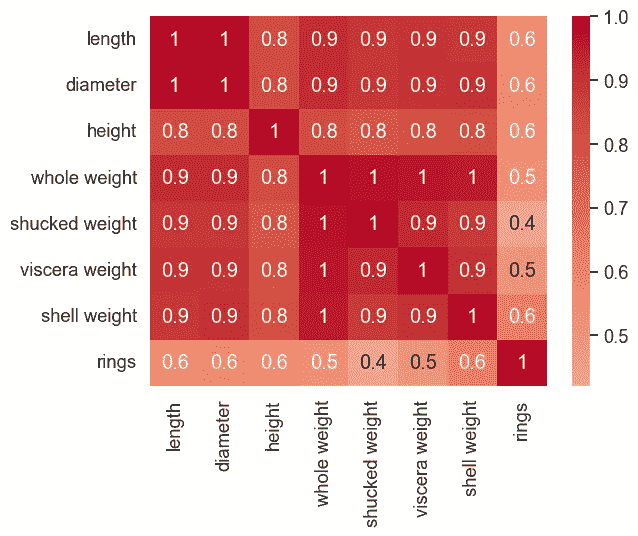 length 1 1 0.8 0.9 0.9 0.9 0.9 0.6
diameter 1 1 0.8 0.9 0.9 0.9 0.9 0.6
height 0.8 0.8 1 0.8 0.8 0.8 0.8 0.6
whole weight 0.9 0.9 0.8 1 1 1 1 0.5
shucked weight 0.9 0.9 0.8 1 1 0.9 0.9 0.4
viscera weight 0.9 0.9 0.8 1 0.9 1 0.9 0.5
shell weight 0.9 0.9 0.8 1 0.9 0.9 1 0.6
rings 0.6 0.6 0.6 0.5 0.4 0.5 0.6 1
length
diameter
height
whole weight
shucked weight
viscera weight
shell weight
rings
1.0
0.9
0.8
0.7
0.6
0.5